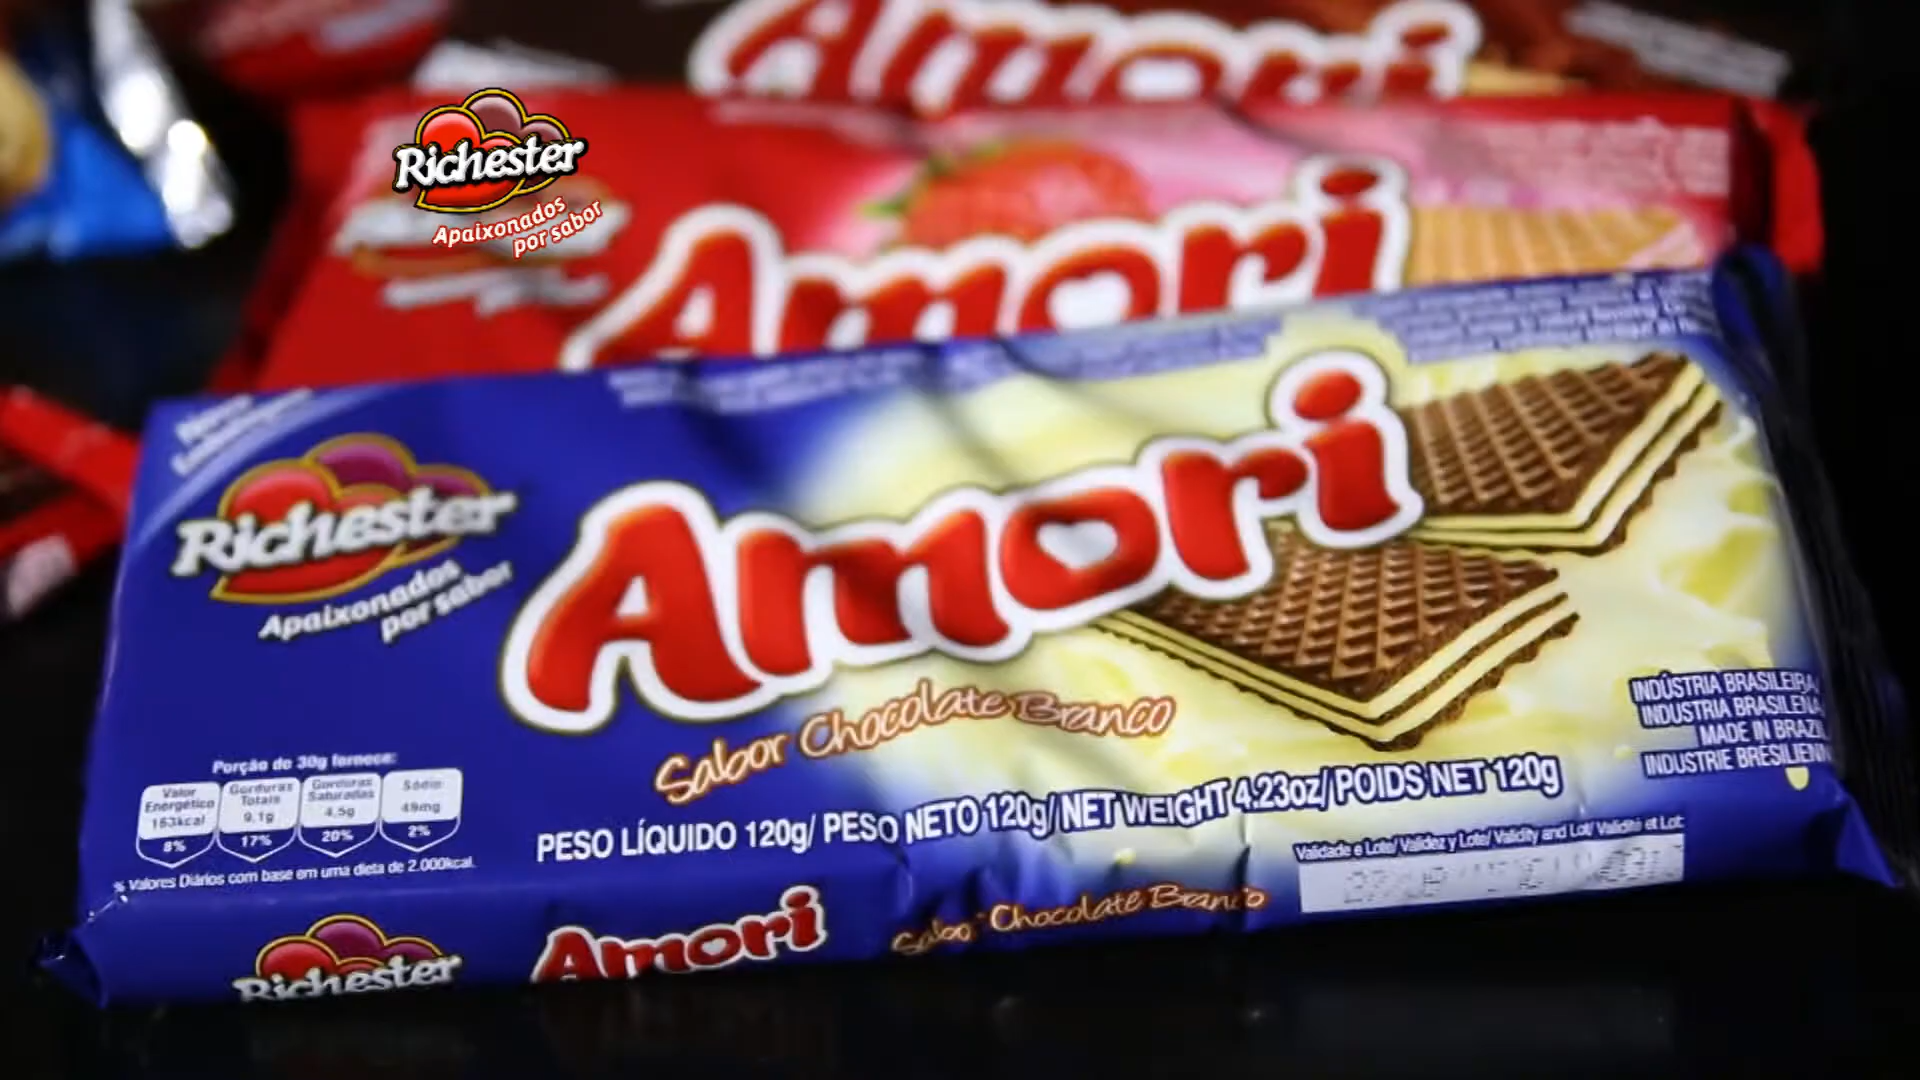 Amori
Richester
Apaixonados
por sabor
Amori
Richester
Apaixonados
por sabor
Amori
Sabor Chocolate Branco
INDÚSTRIA BRASILEIRA
INDUSTRIA BRASILEÑA
MADE IN BRAZIL
INDUSTRIE BRESILIENN
Porção de 30g fornece:
Valor Energético 163kcal 8%
Gorduras Totais 9,1g 17%
Gorduras Saturadas 4,5g 20%
Sódio 49mg 2%
% Valores Diários com base em uma dieta de 2.000kcal.
PESO LÍQUIDO 120g/ PESO NETO 120g/ NET WEIGHT 4.23oz/ POIDS NET 120g
Validade e Lote/ Validez y Lote/ Validity and Lot/ Validité et Lot:
Richester
Amori
Sabor Chocolate Branco